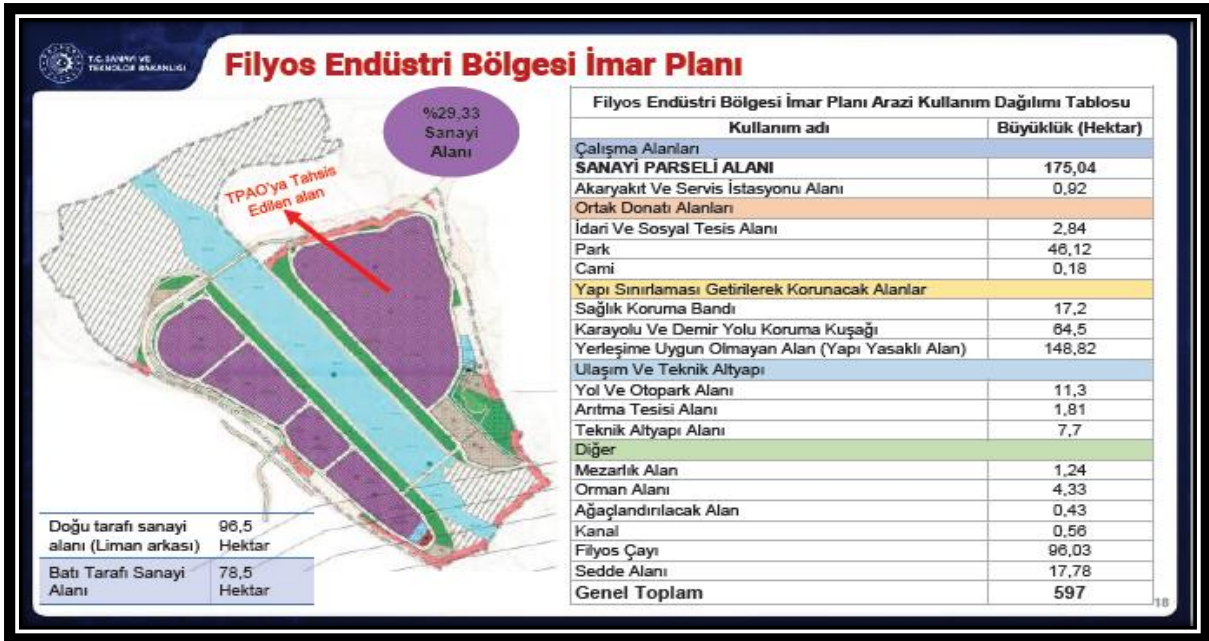 T.C. SANAYİ VE
TEKNOLOJİ BAKANLIĞI
Filyos Endüstri Bölgesi İmar Planı
%29,33
Sanayi
Alanı
TPAO'ya Tahsis
Edilen alan
Doğu tarafı sanayi alanı (Liman arkası) 96,5 Hektar
Batı Tarafı Sanayi Alanı 78,5 Hektar
Filyos Endüstri Bölgesi İmar Planı Arazi Kullanım Dağılımı Tablosu
Kullanım adı Büyüklük (Hektar)
Çalışma Alanları
SANAYİ PARSELİ ALANI 175,04
Akaryakıt Ve Servis İstasyonu Alanı 0,92
Ortak Donatı Alanları
İdari Ve Sosyal Tesis Alanı 2,84
Park 46,12
Cami 0,18
Yapı Sınırlaması Getirilerek Korunacak Alanlar
Sağlık Koruma Bandı 17,2
Karayolu Ve Demir Yolu Koruma Kuşağı 64,5
Yerleşime Uygun Olmayan Alan (Yapı Yasaklı Alan) 148,82
Ulaşım Ve Teknik Altyapı
Yol Ve Otopark Alanı 11,3
Arıtma Tesisi Alanı 1,81
Teknik Altyapı Alanı 7,7
Diğer
Mezarlık Alan 1,24
Orman Alanı 4,33
Ağaçlandırılacak Alan 0,43
Kanal 0,56
Filyos Çayı 96,03
Sedde Alanı 17,78
Genel Toplam 597
18